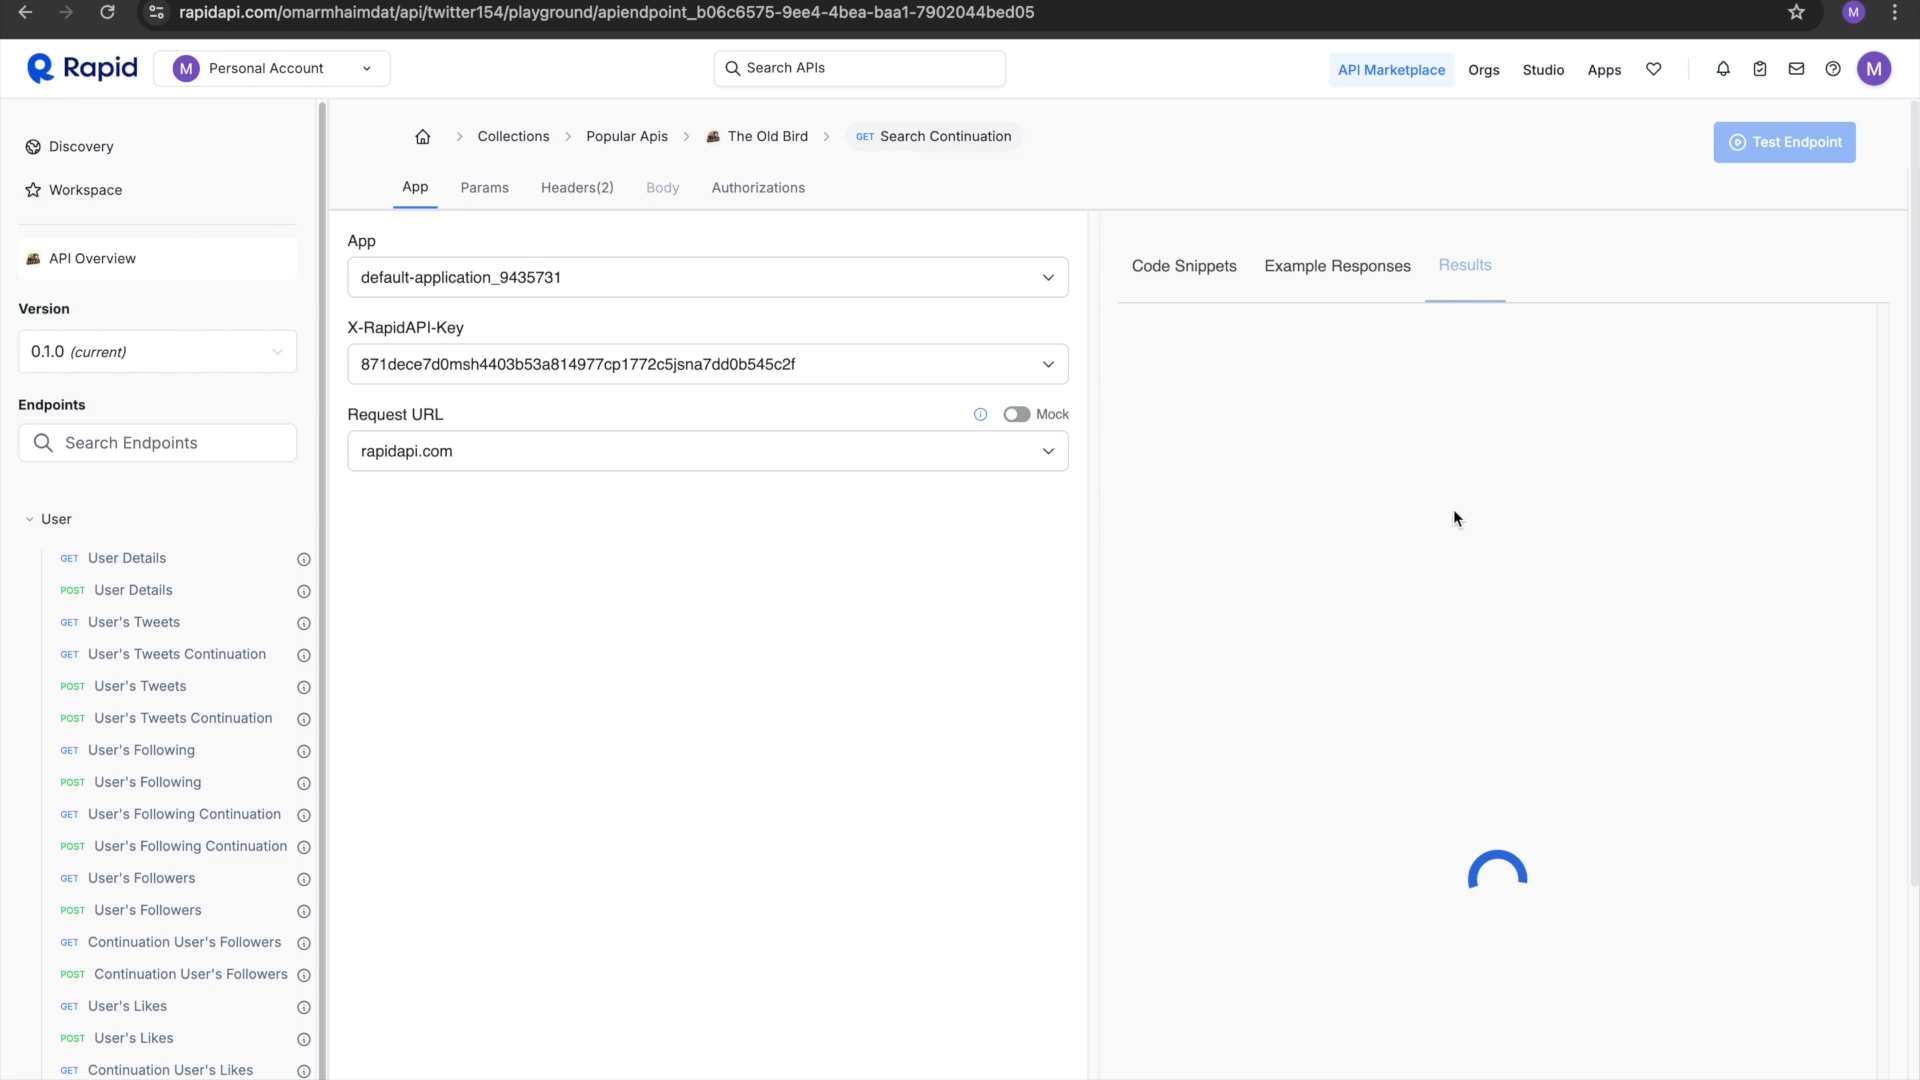 rapidapi.com/omarmhaimdat/api/twitter154/playground/apiendpoint_b06c6575-9ee4-4bea-baa1-7902044bed05
M
Rapid
M Personal Account
Search APIs
API Marketplace
Orgs
Studio
Apps
M
Discovery
Workspace
API Overview
Version
0.1.0 (current)
Endpoints
Search Endpoints
User
GET User Details
POST User Details
GET User's Tweets
GET User's Tweets Continuation
POST User's Tweets
POST User's Tweets Continuation
GET User's Following
POST User's Following
GET User's Following Continuation
POST User's Following Continuation
GET User's Followers
POST User's Followers
GET Continuation User's Followers
POST Continuation User's Followers
GET User's Likes
POST User's Likes
GET Continuation User's Likes
Collections
Popular Apis
The Old Bird
GET Search Continuation
Test Endpoint
App
Params
Headers(2)
Body
Authorizations
App
default-application_9435731
X-RapidAPI-Key
871dece7d0msh4403b53a814977cp1772c5jsna7dd0b545c2f
Request URL
Mock
rapidapi.com
Code Snippets
Example Responses
Results